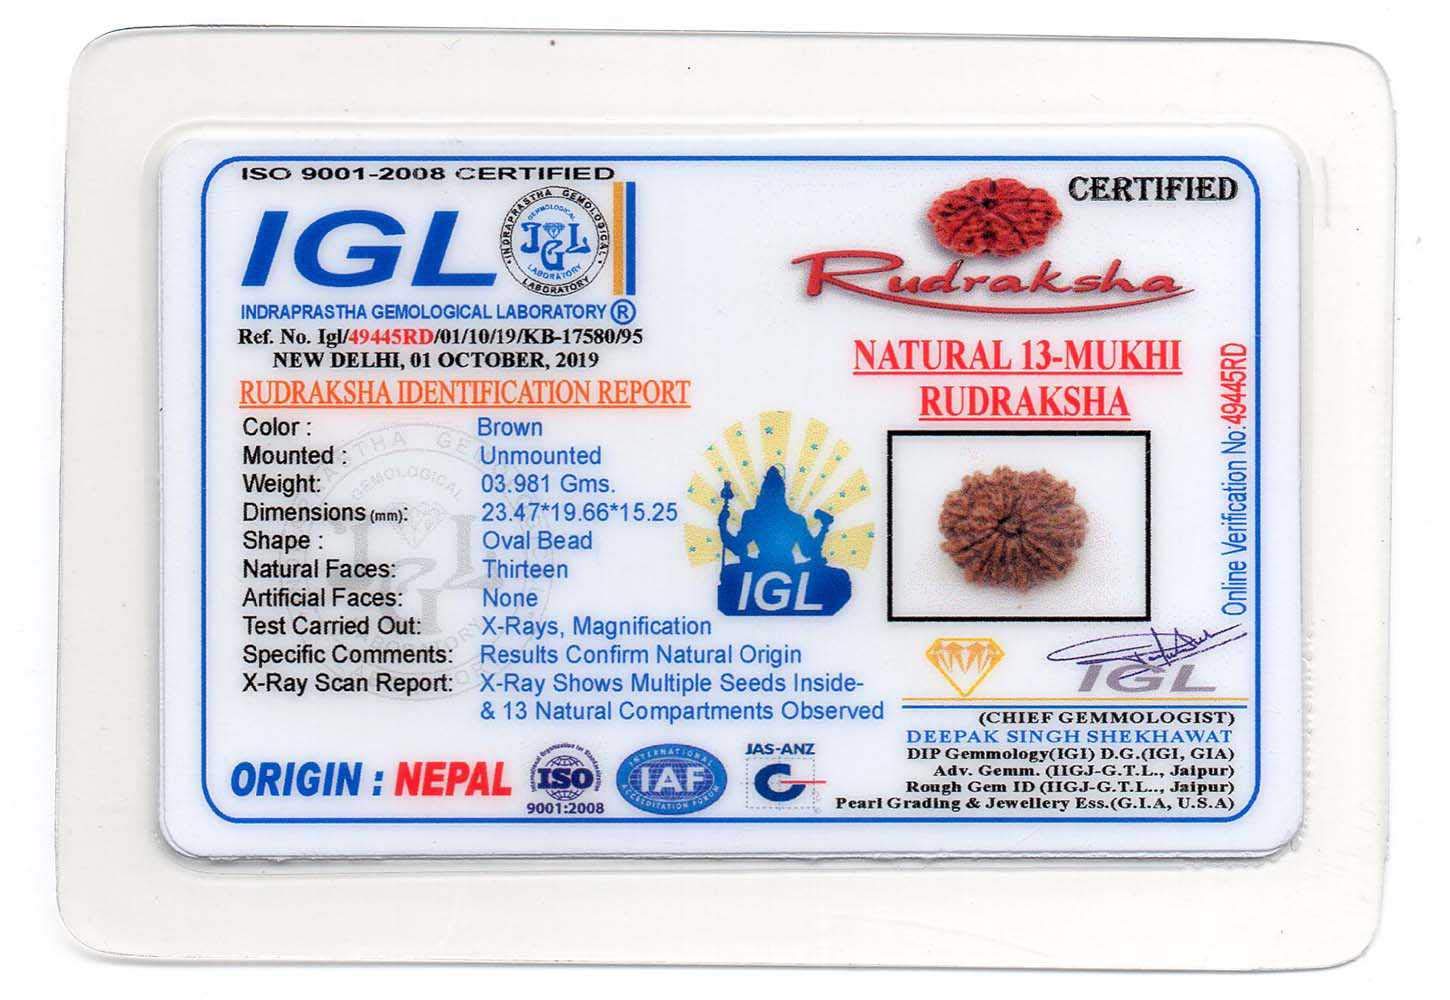 ISO 9001-2008 CERTIFIED
IGL
INDRAPRASTHA GEMOLOGICAL LABORATORY
GEMOLOGICAL
IGL
LABORATORY
INDRAPRASTHA GEMOLOGICAL LABORATORY ®
Ref. No. Igl/49445RD/01/10/19/KB-17580/95
NEW DELHI, 01 OCTOBER, 2019
RUDRAKSHA IDENTIFICATION REPORT
Color : Brown
Mounted : Unmounted
Weight: 03.981 Gms.
Dimensions (mm): 23.47*19.66*15.25
Shape : Oval Bead
Natural Faces: Thirteen
Artificial Faces: None
Test Carried Out: X-Rays, Magnification
Specific Comments: Results Confirm Natural Origin
X-Ray Scan Report: X-Ray Shows Multiple Seeds Inside-
& 13 Natural Compartments Observed
ORIGIN : NEPAL
International Organization for Standardization
ISO
9001:2008
INTERNATIONAL
IAF
ACCREDITATION FORUM
JAS-ANZ
C
IGL
CERTIFIED
Rudraksha
NATURAL 13-MUKHI
RUDRAKSHA
Online Verification No:49445RD
IGL
(CHIEF GEMMOLOGIST)
DEEPAK SINGH SHEKHAWAT
DIP Gemmology(IGI) D.G.(IGI, GIA)
Adv. Gemm. (IIGJ-G.T.L., Jaipur)
Rough Gem ID (IIGJ-G.T.L.., Jaipur)
Pearl Grading & Jewellery Ess.(G.I.A, U.S.A)